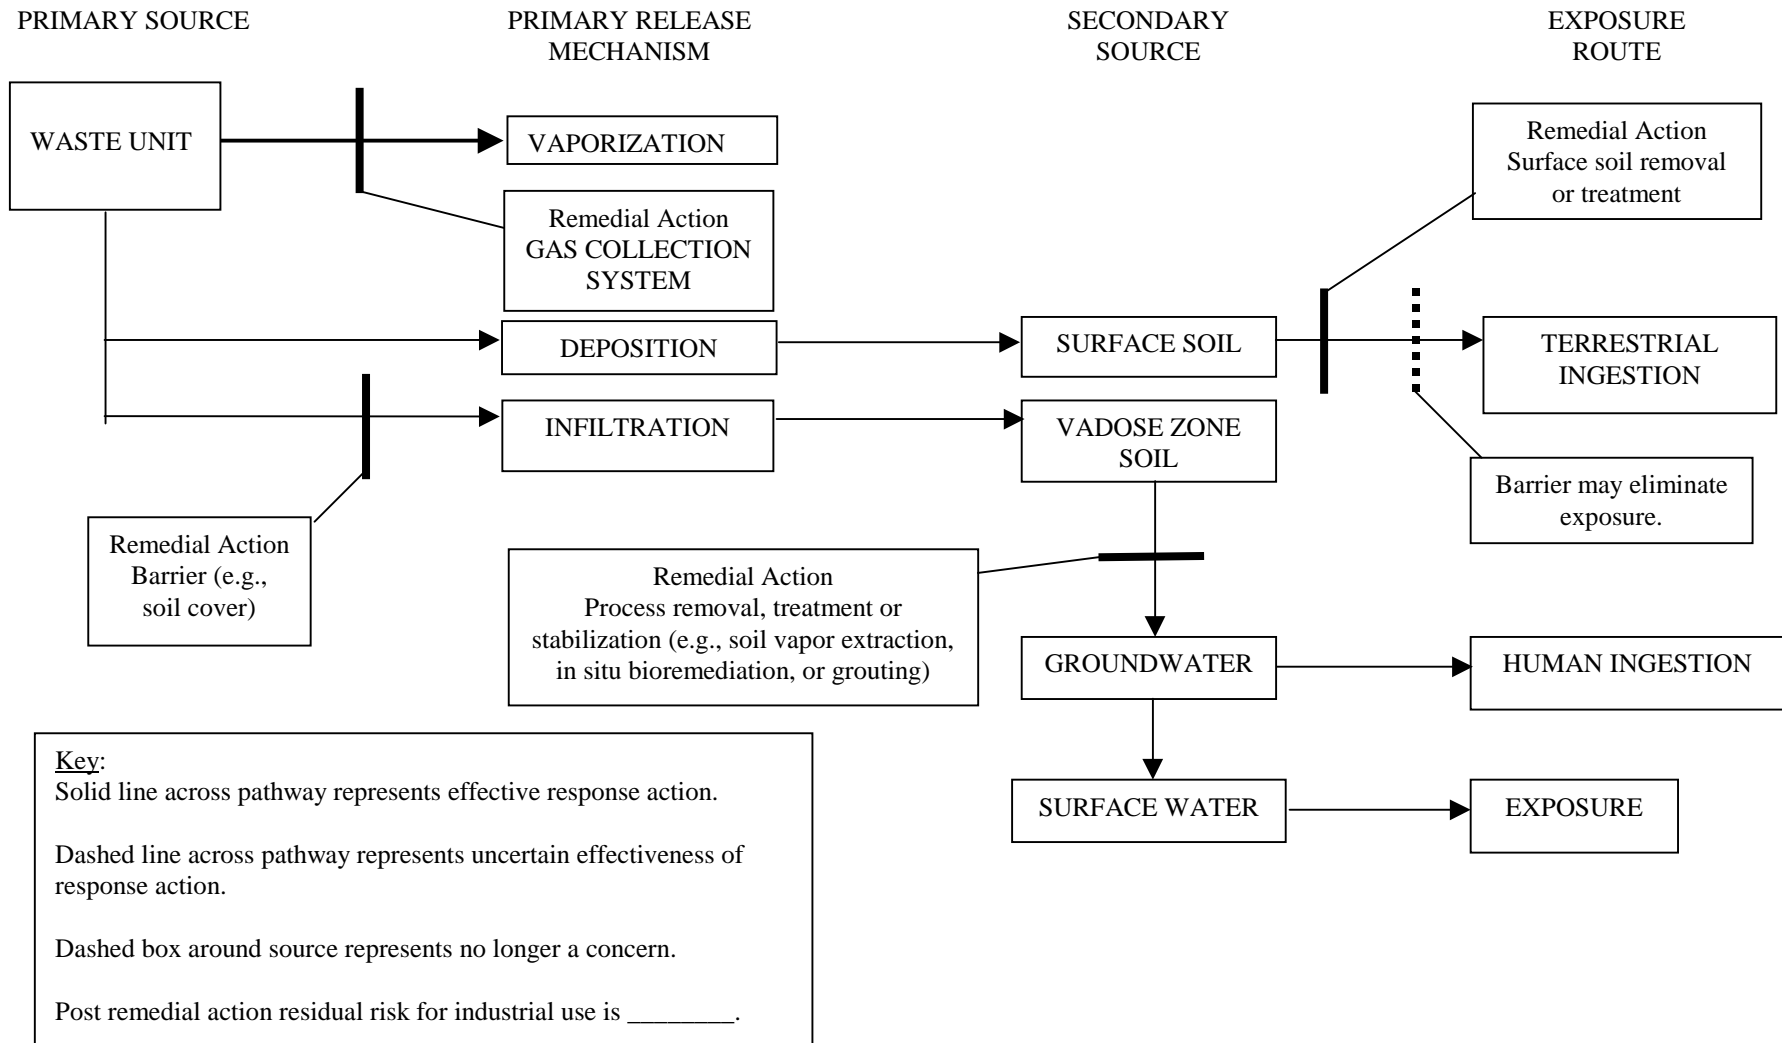 PRIMARY SOURCE
PRIMARY RELEASE
MECHANISM
SECONDARY
SOURCE
EXPOSURE
ROUTE
WASTE UNIT
VAPORIZATION
Remedial Action
GAS COLLECTION
SYSTEM
Remedial Action
Surface soil removal
or treatment
DEPOSITION
SURFACE SOIL
TERRESTRIAL
INGESTION
INFILTRATION
VADOSE ZONE
SOIL
Barrier may eliminate
exposure.
Remedial Action
Barrier (e.g.,
soil cover)
Remedial Action
Process removal, treatment or
stabilization (e.g., soil vapor extraction,
in situ bioremediation, or grouting)
GROUNDWATER
HUMAN INGESTION
SURFACE WATER
EXPOSURE
Key:
Solid line across pathway represents effective response action.
Dashed line across pathway represents uncertain effectiveness of
response action.
Dashed box around source represents no longer a concern.
Post remedial action residual risk for industrial use is ________.